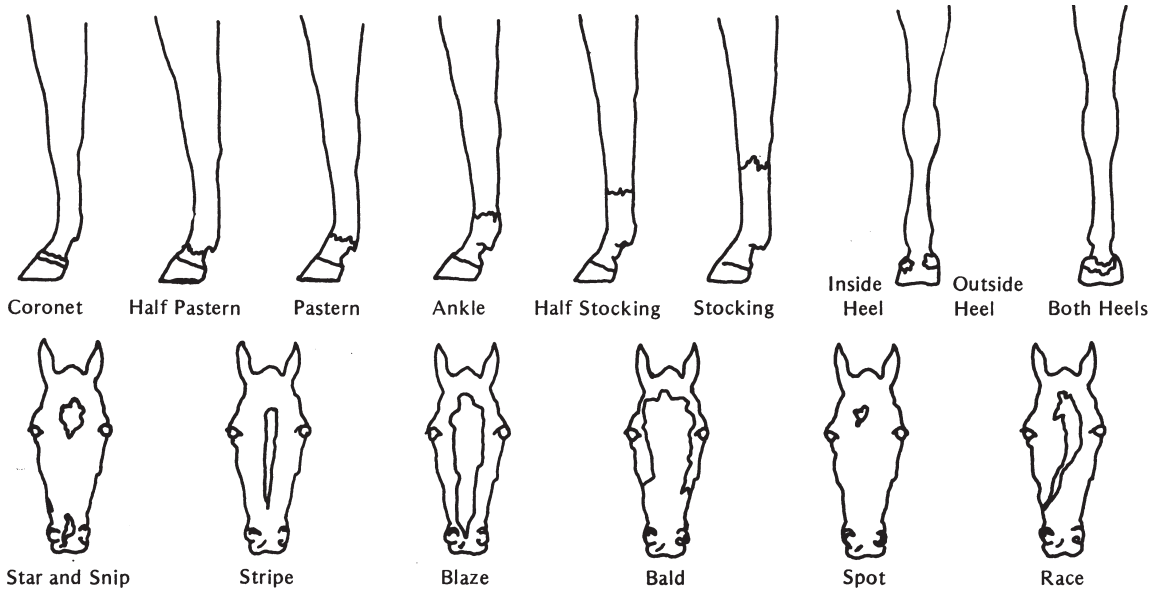 Coronet
Half Pastern
Pastern
Ankle
Half Stocking
Stocking
Inside
Heel
Outside
Heel
Both Heels
Star and Snip
Stripe
Blaze
Bald
Spot
Race